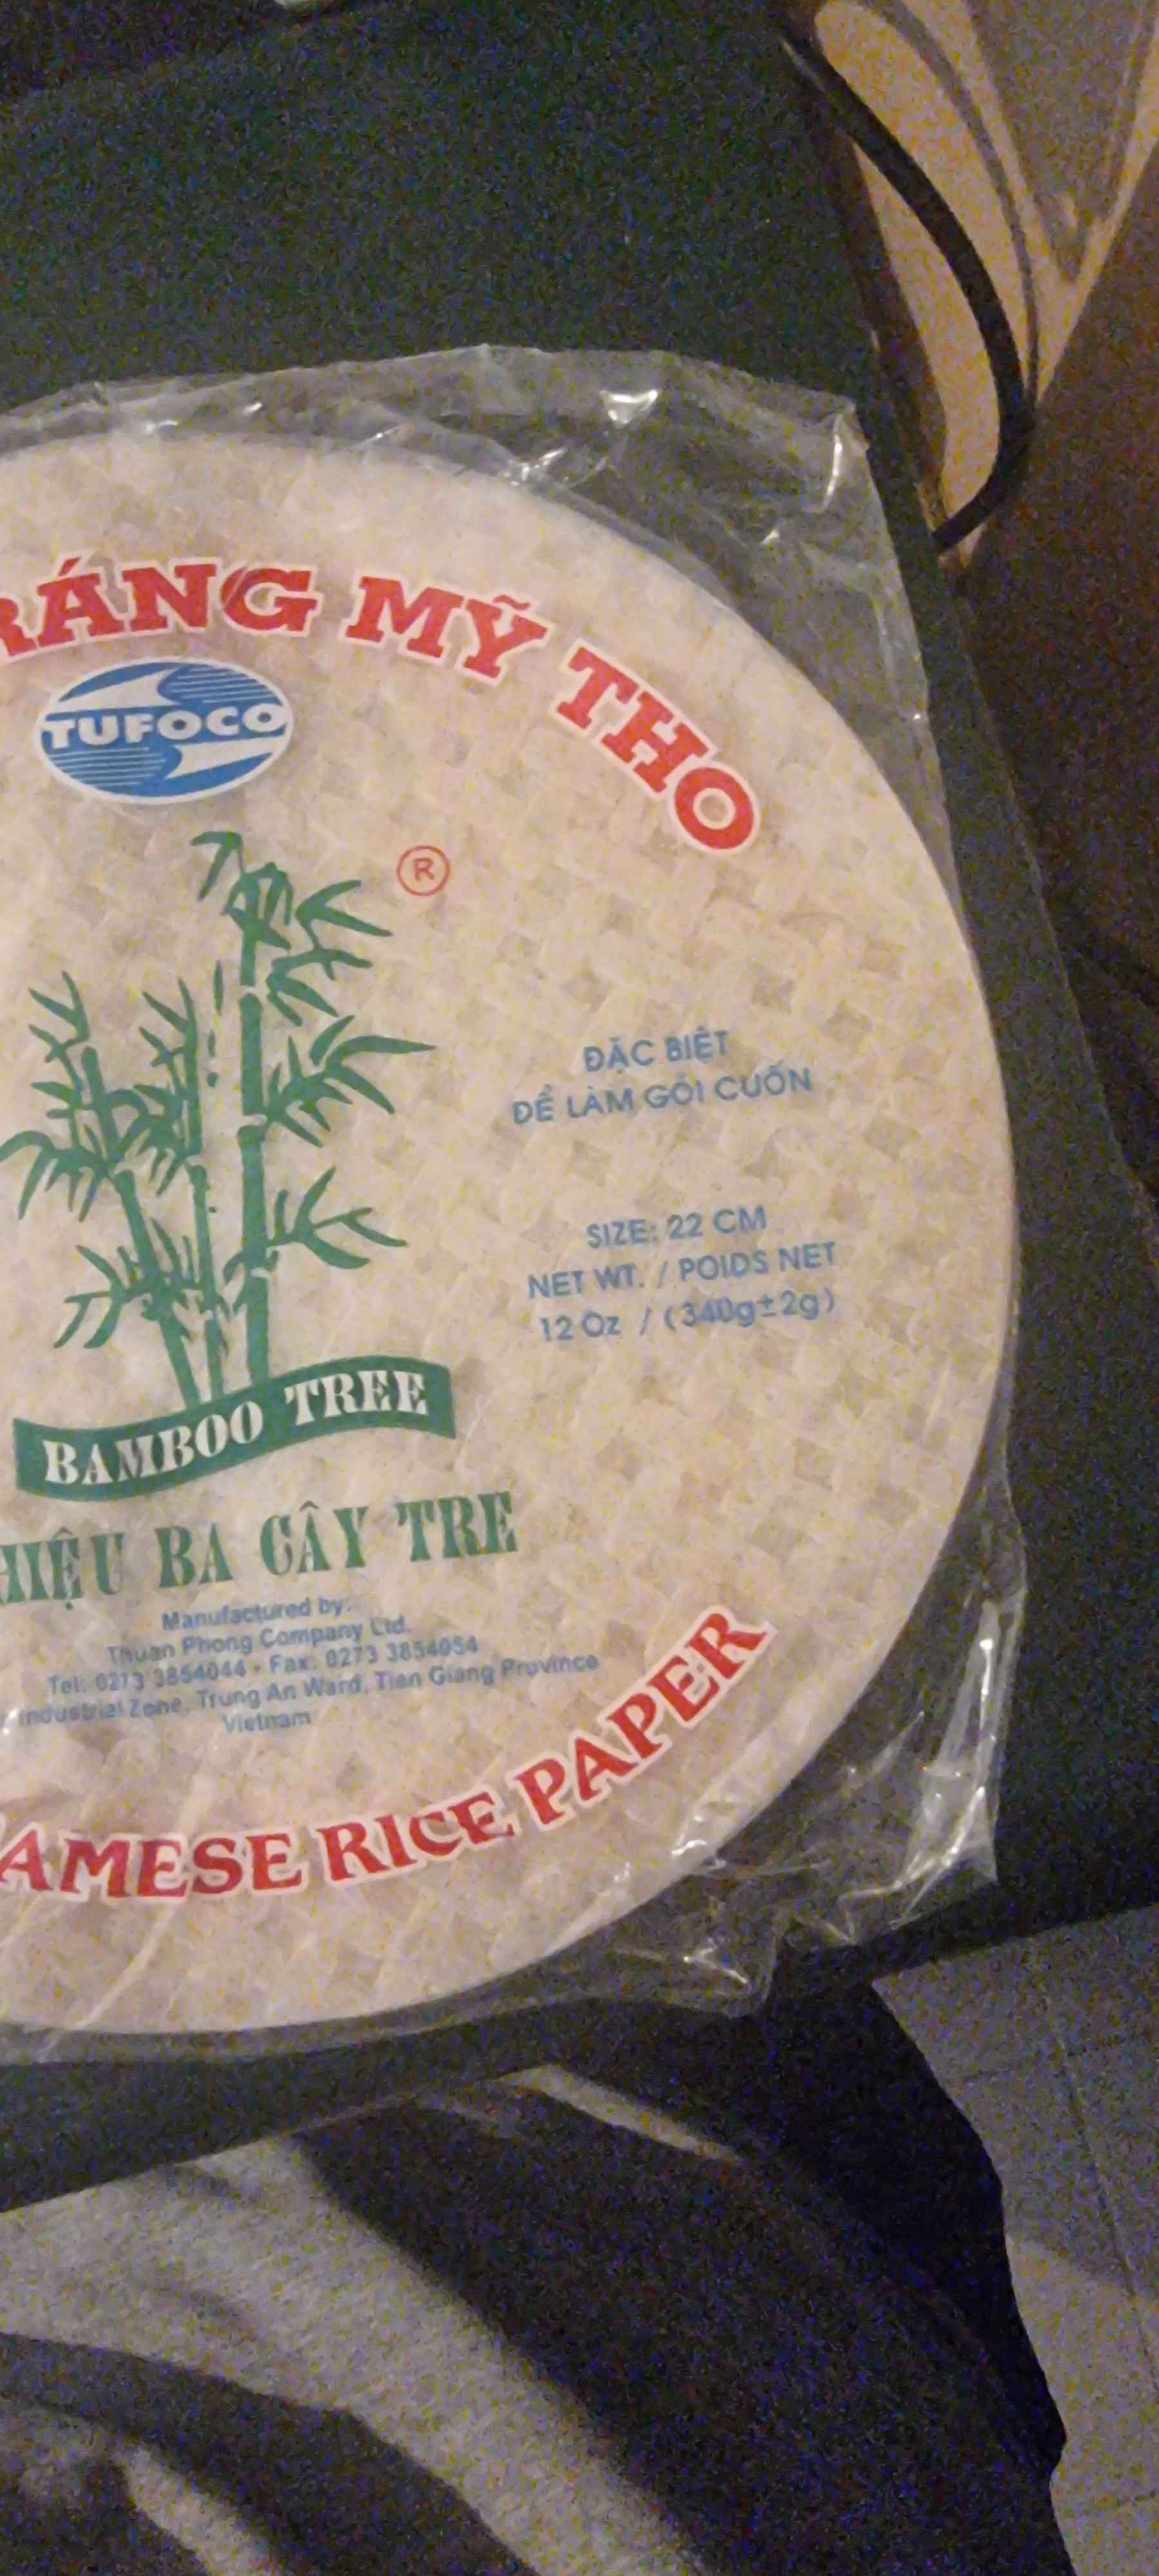 RÁNG MỸ THO
TUFOCO
®
ĐẶC BIỆT
ĐỂ LÀM GỎI CUỐN
SIZE: 22 CM
NET WT. / POIDS NET
12 Oz / (340g±2g)
BAMBOO TREE
HIỆU BA CÂY TRE
Manufactured by:
Thuan Phong Company Ltd.
Tel: 0273 3854044 - Fax: 0273 3854054
Industrial Zone, Trung An Ward, Tien Giang Province
Vietnam
AMESE RICE PAPER